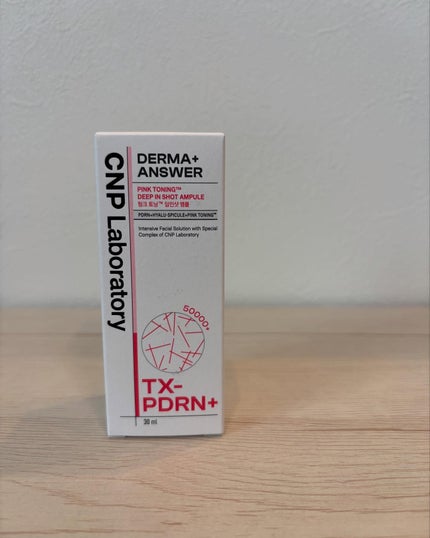 CNP Laboratory
DERMA+
ANSWER
PINK TONING™
DEEP IN SHOT AMPULE
핑크 토닝™ 딥인샷 앰플
PDRN+HYALU-SPICULE+PINK TONING™
Intensive Facial Solution with Special
Complex of CNP Laboratory
50000+
TX-
PDRN+
30 ml